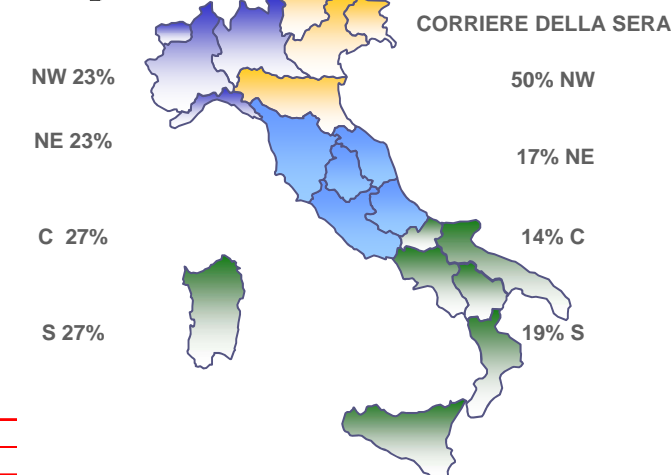 CORRIERE DELLA SERA
NW 23%
50% NW
NE 23%
17% NE
C 27%
14% C
S 27%
19% S